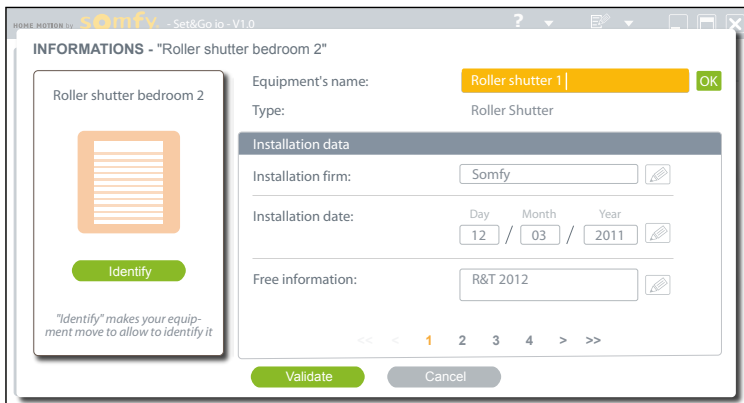 HOME MOTION by somfy. - Set&Go io - V1.0 ?
INFORMATIONS - "Roller shutter bedroom 2"
Roller shutter bedroom 2
Identify
"Identify" makes your equip-
ment move to allow to identify it
Equipment's name: Roller shutter 1 OK
Type: Roller Shutter
Installation data
Installation firm: Somfy
Day Month Year
Installation date: 12 / 03 / 2011
Free information: R&T 2012
<< < 1 2 3 4 > >>
Validate Cancel